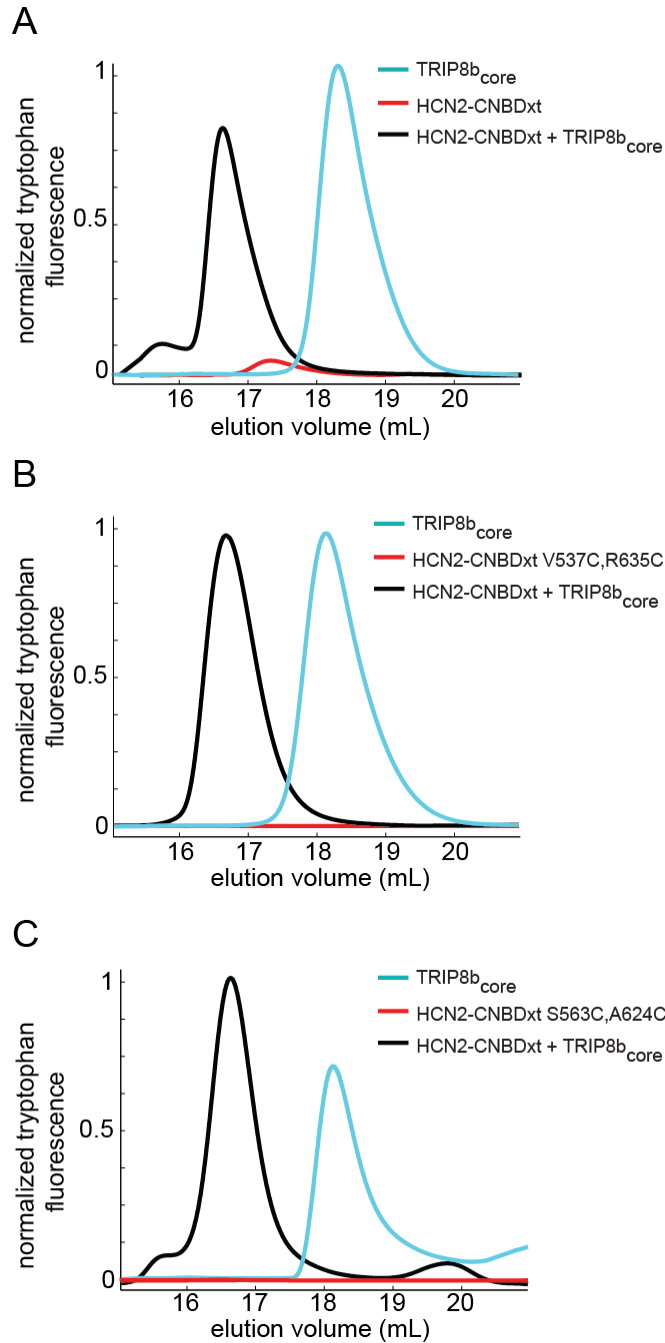 A
TRIP8bcore
HCN2-CNBDxt
HCN2-CNBDxt + TRIP8bcore
normalized tryptophan
fluorescence
1
0.5
0
16 17 18 19 20
elution volume (mL)
B
TRIP8bcore
HCN2-CNBDxt V537C,R635C
HCN2-CNBDxt + TRIP8bcore
normalized tryptophan
fluorescence
1
0.5
0
16 17 18 19 20
elution volume (mL)
C
TRIP8bcore
HCN2-CNBDxt S563C,A624C
HCN2-CNBDxt + TRIP8bcore
normalized tryptophan
fluorescence
1
0.5
0
16 17 18 19 20
elution volume (mL)